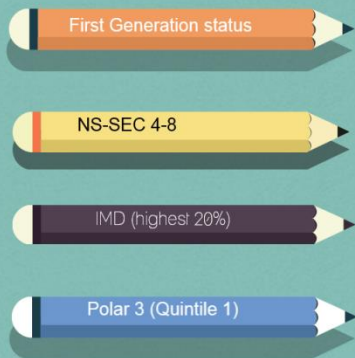 First Generation status
NS-SEC 4-8
IMD (highest 20%)
Polar 3 (Quintile 1)